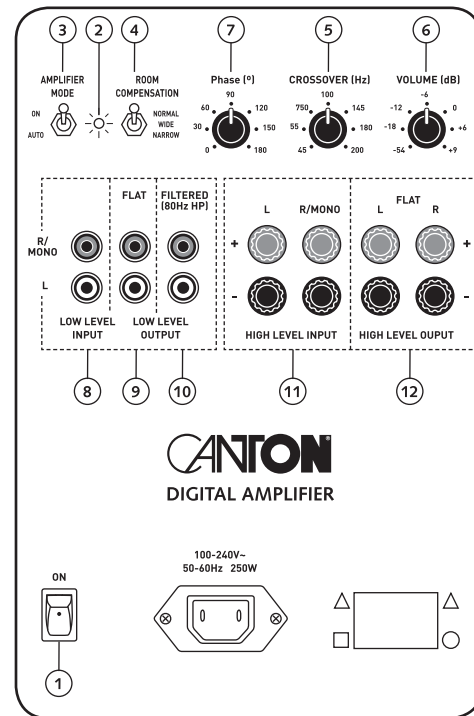 3
2
4
7
5
6
AMPLIFIER
MODE
ROOM
COMPENSATION
ON
AUTO
NORMAL
WIDE
NARROW
Phase (º)
90
60
120
30
150
0
180
CROSSOVER (Hz)
100
750
145
55
180
45
200
VOLUME (dB)
-6
-12
0
-18
+6
-54
+9
FLAT
FILTERED
(80Hz HP)
R/
MONO
L
LOW LEVEL
INPUT
LOW LEVEL
OUTPUT
L
R/MONO
+
-
HIGH LEVEL INPUT
FLAT
L
R
+
-
HIGH LEVEL OUPUT
8
9
10
11
12
CANTON
DIGITAL AMPLIFIER
ON
1
100-240V~
50-60Hz 250W